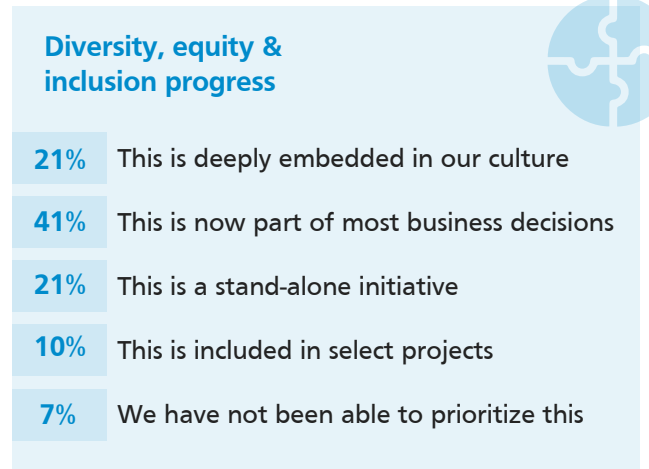 Diversity, equity &
inclusion progress
21% This is deeply embedded in our culture
41% This is now part of most business decisions
21% This is a stand-alone initiative
10% This is included in select projects
7% We have not been able to prioritize this